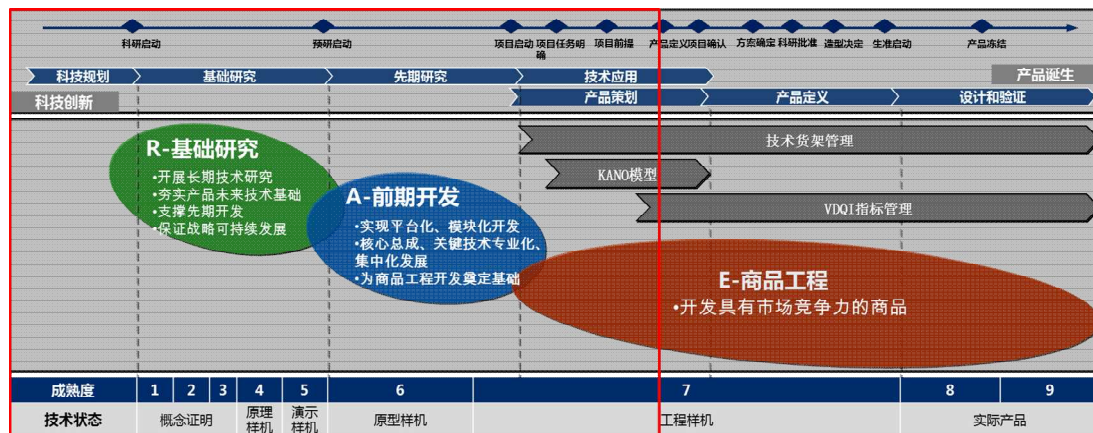 科研启动
预研启动
项目启动
项目任务明
确
项目前提
产品定义
项目确认
方案确定
科研批准
造型决定
生准启动
产品冻结
科技规划
基础研究
先期研究
技术应用
产品诞生
科技创新
产品策划
产品定义
设计和验证
R-基础研究
•开展长期技术研究
•夯实产品未来技术基础
•支撑先期开发
•保证战略可持续发展
A-前期开发
•实现平台化、模块化开发
•核心总成、关键技术专业化、
集中化发展
•为商品工程开发奠定基础
技术货架管理
KANO模型
VDQI指标管理
E-商品工程
•开发具有市场竞争力的商品
成熟度 1 2 3 4 5 6 7 8 9
技术状态
概念证明
原理
样机
演示
样机
原型样机
工程样机
实际产品